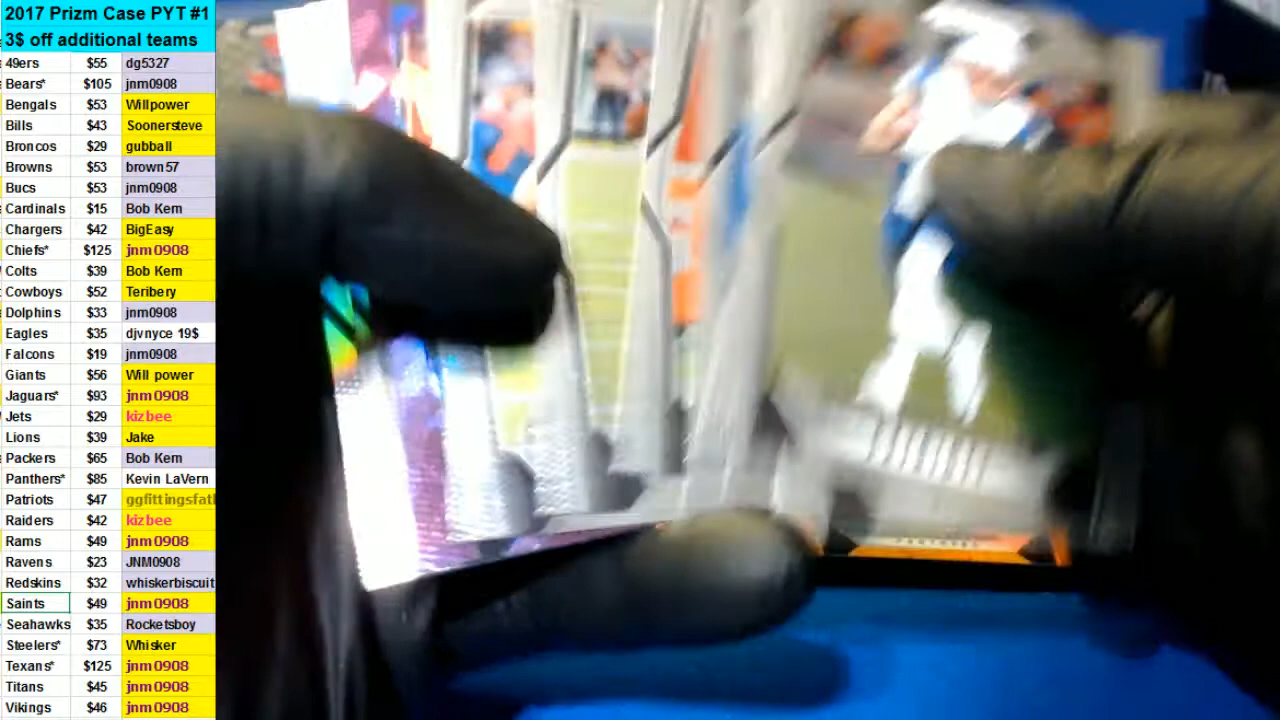 2017 Prizm Case PYT #1
3$ off additional teams
49ers $55 dg5327
Bears* $105 jnm0908
Bengals $53 Willpower
Bills $43 Soonersteve
Broncos $29 gubball
Browns $53 brown57
Bucs $53 jnm0908
Cardinals $15 Bob Kern
Chargers $42 BigEasy
Chiefs* $125 jnm0908
Colts $39 Bob Kern
Cowboys $52 Teribery
Dolphins $33 jnm0908
Eagles $35 djvnyce 19$
Falcons $19 jnm0908
Giants $56 Will power
Jaguars* $93 jnm0908
Jets $29 kizbee
Lions $39 Jake
Packers $65 Bob Kern
Panthers* $85 Kevin LaVern
Patriots $47 ggfittingsfat
Raiders $42 kizbee
Rams $49 jnm0908
Ravens $23 JNM0908
Redskins $32 whiskerbiscuit
Saints $49 jnm0908
Seahawks $35 Rocketsboy
Steelers* $73 Whisker
Texans* $125 jnm0908
Titans $45 jnm0908
Vikings $46 jnm0908